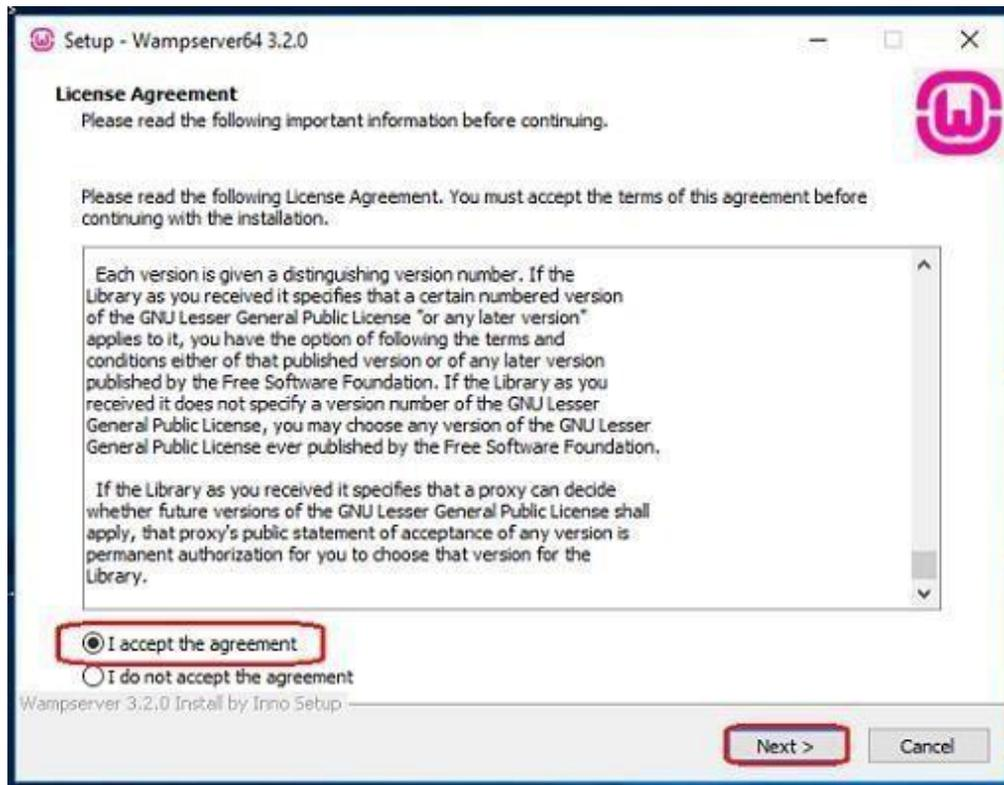 Setup - Wampserver64 3.2.0
License Agreement
Please read the following important information before continuing.
Please read the following License Agreement. You must accept the terms of this agreement before
continuing with the installation.
Each version is given a distinguishing version number. If the
Library as you received it specifies that a certain numbered version
of the GNU Lesser General Public License "or any later version"
applies to it, you have the option of following the terms and
conditions either of that published version or of any later version
published by the Free Software Foundation. If the Library as you
received it does not specify a version number of the GNU Lesser
General Public License, you may choose any version of the GNU Lesser
General Public License ever published by the Free Software Foundation.
If the Library as you received it specifies that a proxy can decide
whether future versions of the GNU Lesser General Public License shall
apply, that proxy's public statement of acceptance of any version is
permanent authorization for you to choose that version for the
Library.
I accept the agreement
I do not accept the agreement
Wampserver 3.2.0 Install by Inno Setup
Next > Cancel